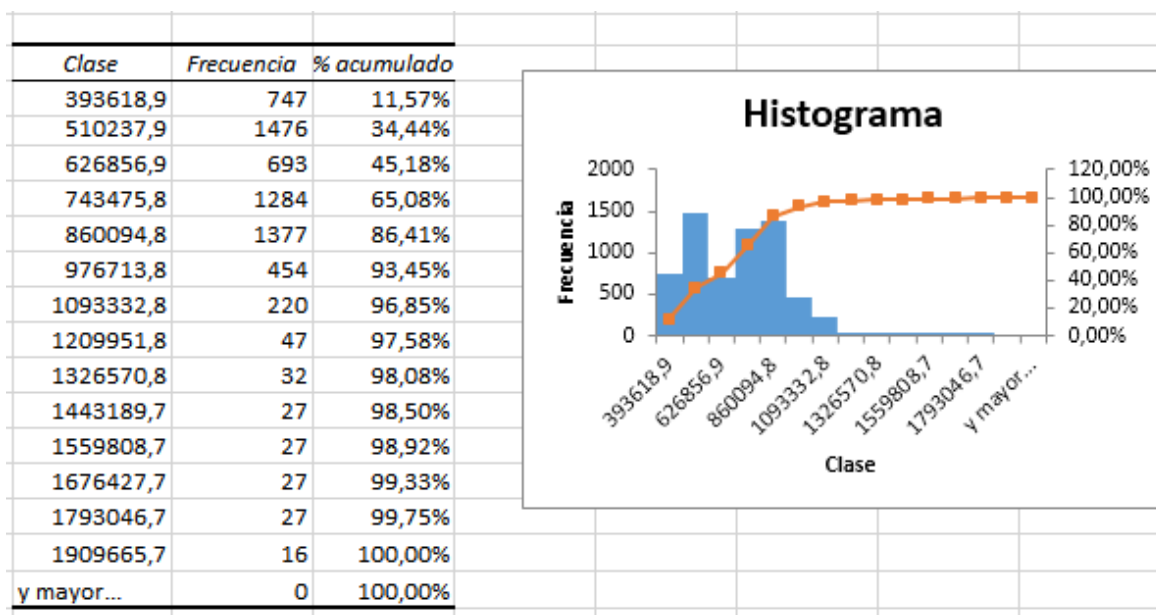 Clase Frecuencia % acumulado
393618,9 747 11,57%
510237,9 1476 34,44%
626856,9 693 45,18%
743475,8 1284 65,08%
860094,8 1377 86,41%
976713,8 454 93,45%
1093332,8 220 96,85%
1209951,8 47 97,58%
1326570,8 32 98,08%
1443189,7 27 98,50%
1559808,7 27 98,92%
1676427,7 27 99,33%
1793046,7 27 99,75%
1909665,7 16 100,00%
y mayor... 0 100,00%
Histograma
Frecuencia
2000
1500
1000
500
0
120,00%
100,00%
80,00%
60,00%
40,00%
20,00%
0,00%
393618,9
626856,9
860094,8
1093332,8
1326570,8
1559808,7
1793046,7
y mayor...
Clase